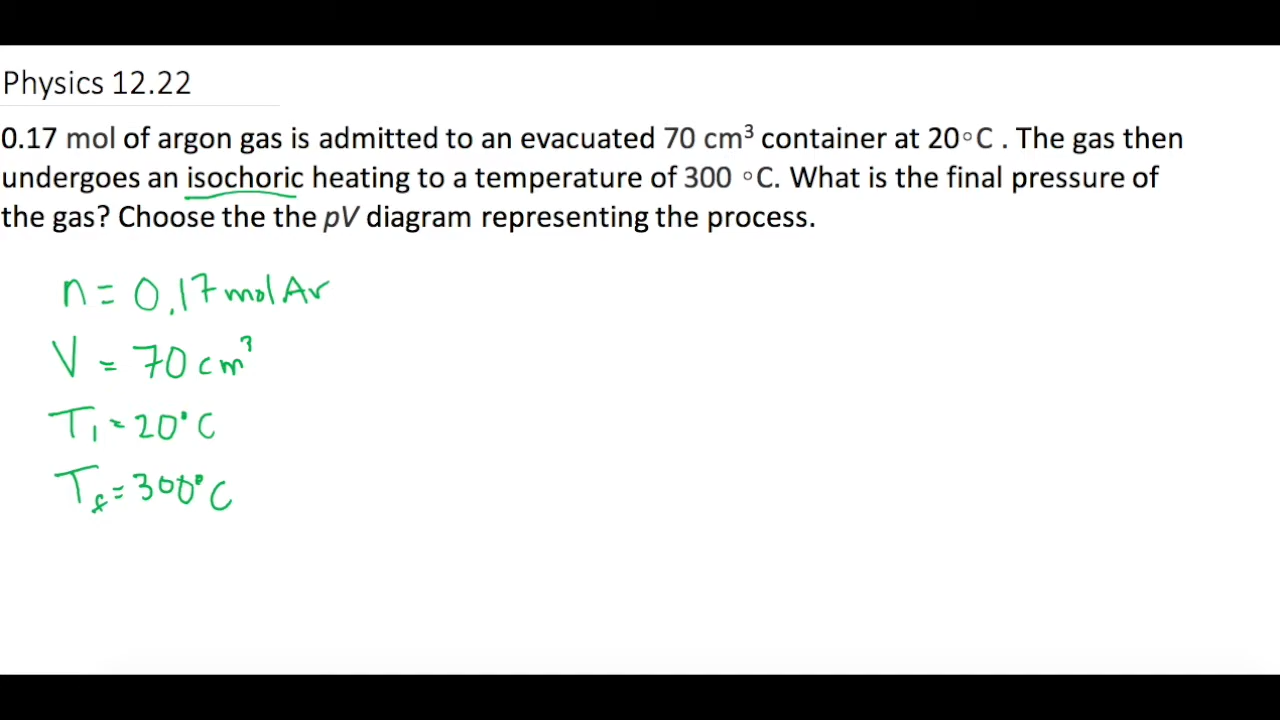 Physics 12.22
0.17 mol of argon gas is admitted to an evacuated 70 cm³ container at 20∘C . The gas then
undergoes an isochoric heating to a temperature of 300 ∘C. What is the final pressure of
the gas? Choose the the pV diagram representing the process.
n = 0.17 mol Ar
V = 70 cm³
T₁ = 20°C
T_f = 300°C